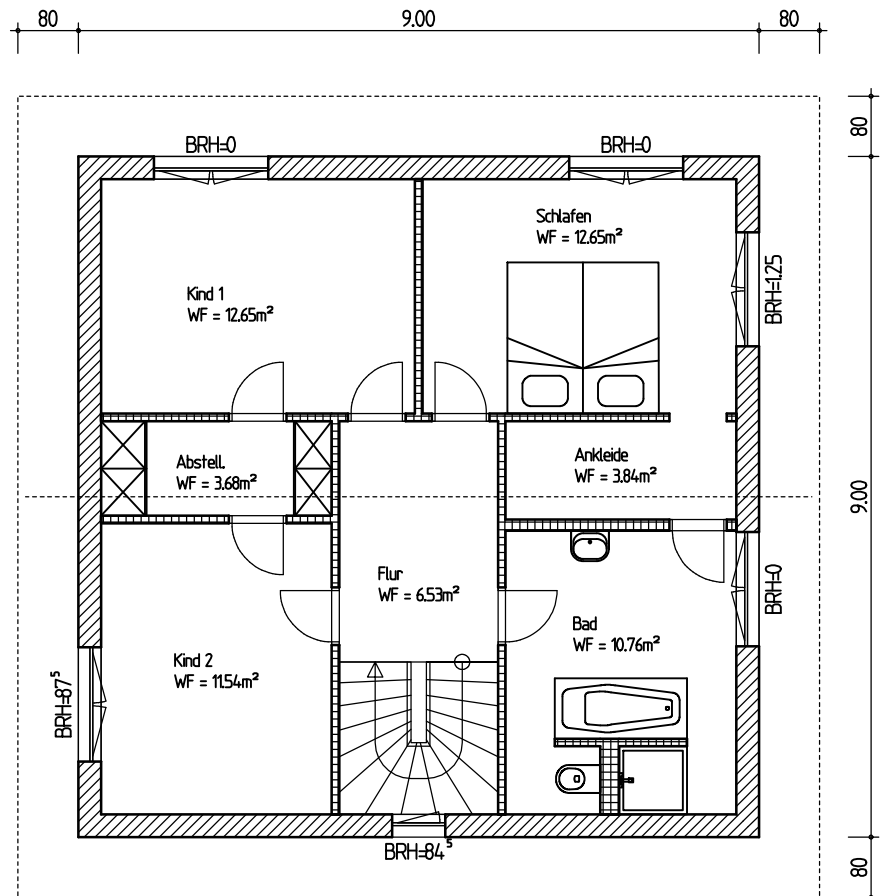 80
9.00
80
80
BRH=0
BRH=0
Schlafen
WF = 12.65m²
BRH=1.25
Kind 1
WF = 12.65m²
Abstell.
WF = 3.68m²
Ankleide
WF = 3.84m²
9.00
Flur
WF = 6.53m²
BRH=0
Bad
WF = 10.76m²
Kind 2
WF = 11.54m²
BRH=87⁵
BRH=84⁵
80